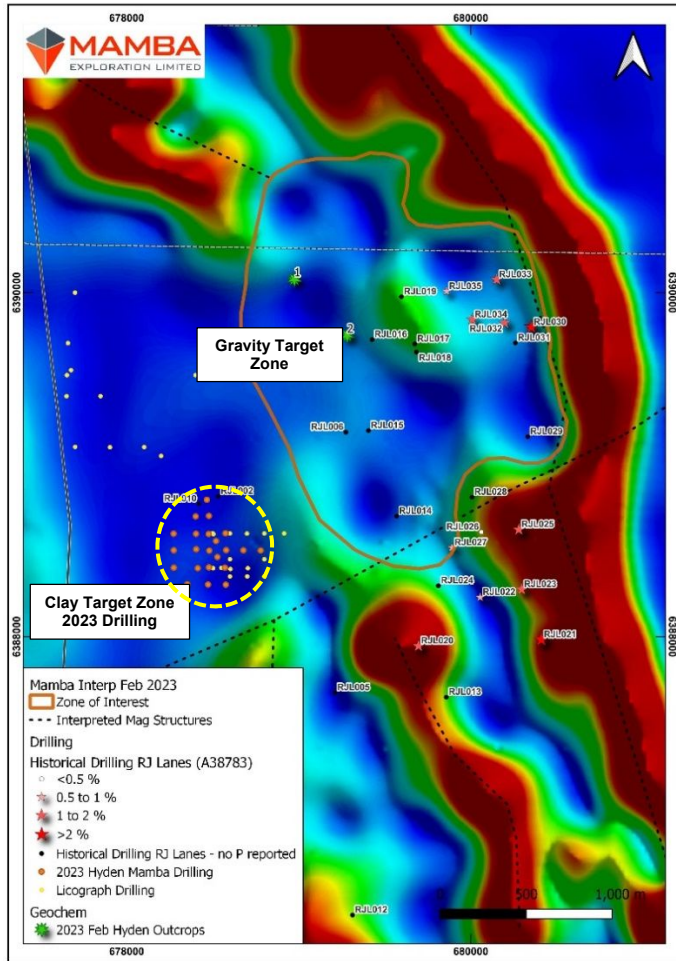 678000
680000
MAMBA
EXPLORATION LIMITED
6390000
6390000
1
RJL033
RJL035
RJL019
RJL034
RJL030
RJL032
2
RJL016
RJL017
RJL031
RJL018
Gravity Target
Zone
RJL006
RJL015
RJL029
RJL010
RJL002
RJL028
RJL014
RJL026
RJL025
RJL027
RJL024
RJL023
RJL022
Clay Target Zone
2023 Drilling
6388000
6388000
RJL021
RJL020
RJL005
RJL013
Mamba Interp Feb 2023
Zone of Interest
Interpreted Mag Structures
Drilling
Historical Drilling RJ Lanes (A38783)
<0.5 %
0.5 to 1 %
1 to 2 %
>2 %
Historical Drilling RJ Lanes - no P reported
2023 Hyden Mamba Drilling
Licograph Drilling
Geochem
2023 Feb Hyden Outcrops
RJL012
0
500
1,000 m
678000
680000